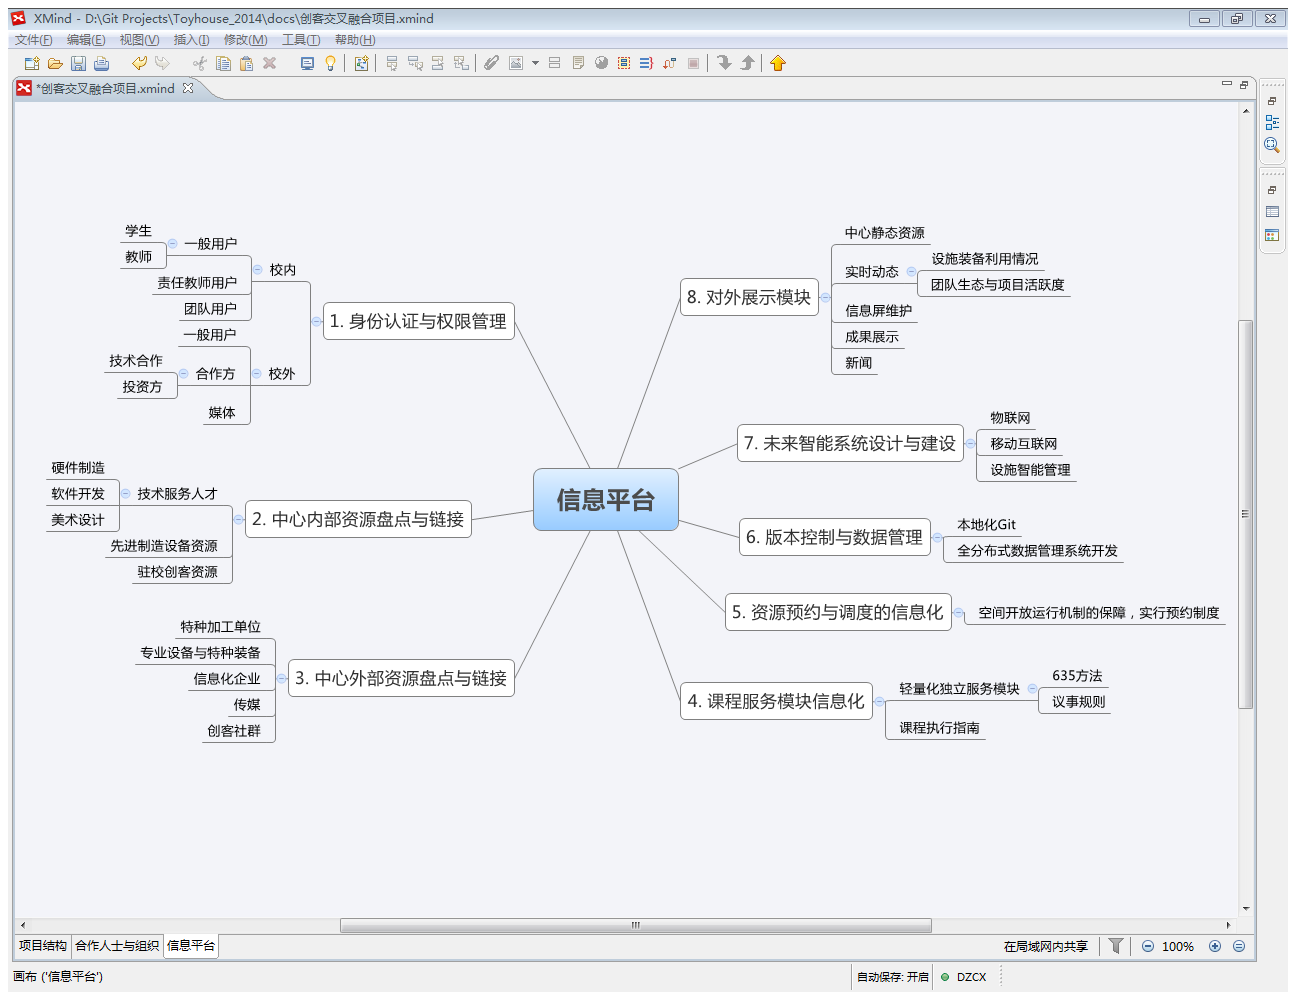 XMind - D:\Git Projects\Toyhouse_2014\docs\创客交叉融合项目.xmind
文件(F) 编辑(E) 视图(V) 插入(I) 修改(M) 工具(T) 帮助(H)
*创客交叉融合项目.xmind
信息平台
1. 身份认证与权限管理
校内
一般用户
学生
教师
责任教师用户
团队用户
校外
一般用户
合作方
技术合作
投资方
媒体
2. 中心内部资源盘点与链接
技术服务人才
硬件制造
软件开发
美术设计
先进制造设备资源
驻校创客资源
3. 中心外部资源盘点与链接
特种加工单位
专业设备与特种装备
信息化企业
传媒
创客社群
8. 对外展示模块
中心静态资源
实时动态
设施装备利用情况
团队生态与项目活跃度
信息屏维护
成果展示
新闻
7. 未来智能系统设计与建设
物联网
移动互联网
设施智能管理
6. 版本控制与数据管理
本地化Git
全分布式数据管理系统开发
5. 资源预约与调度的信息化
空间开放运行机制的保障，实行预约制度
4. 课程服务模块信息化
轻量化独立服务模块
635方法
议事规则
课程执行指南
项目结构 合作人士与组织 信息平台
在局域网内共享 100%
画布 ('信息平台')
自动保存: 开启 DZCX